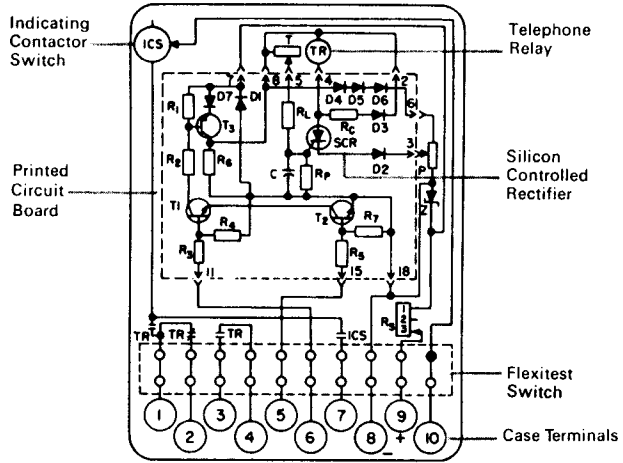 Indicating
Contactor
Switch
ICS
Telephone
Relay
T
TR
7 8 5 4 2
D7 D1
D4 D5 D6
6
R1
T3
RL
RC D3
SCR
3
R2
R6
C
RP
D2
P
Z
Silicon
Controlled
Rectifier
Printed
Circuit
Board
T1
R4
T2
R7
R3
R5
11 15 18
RS
1
2
3
TR TR TR ICS
Flexitest
Switch
1 2 3 4 5 6 7 8 − + 9 10
Case Terminals